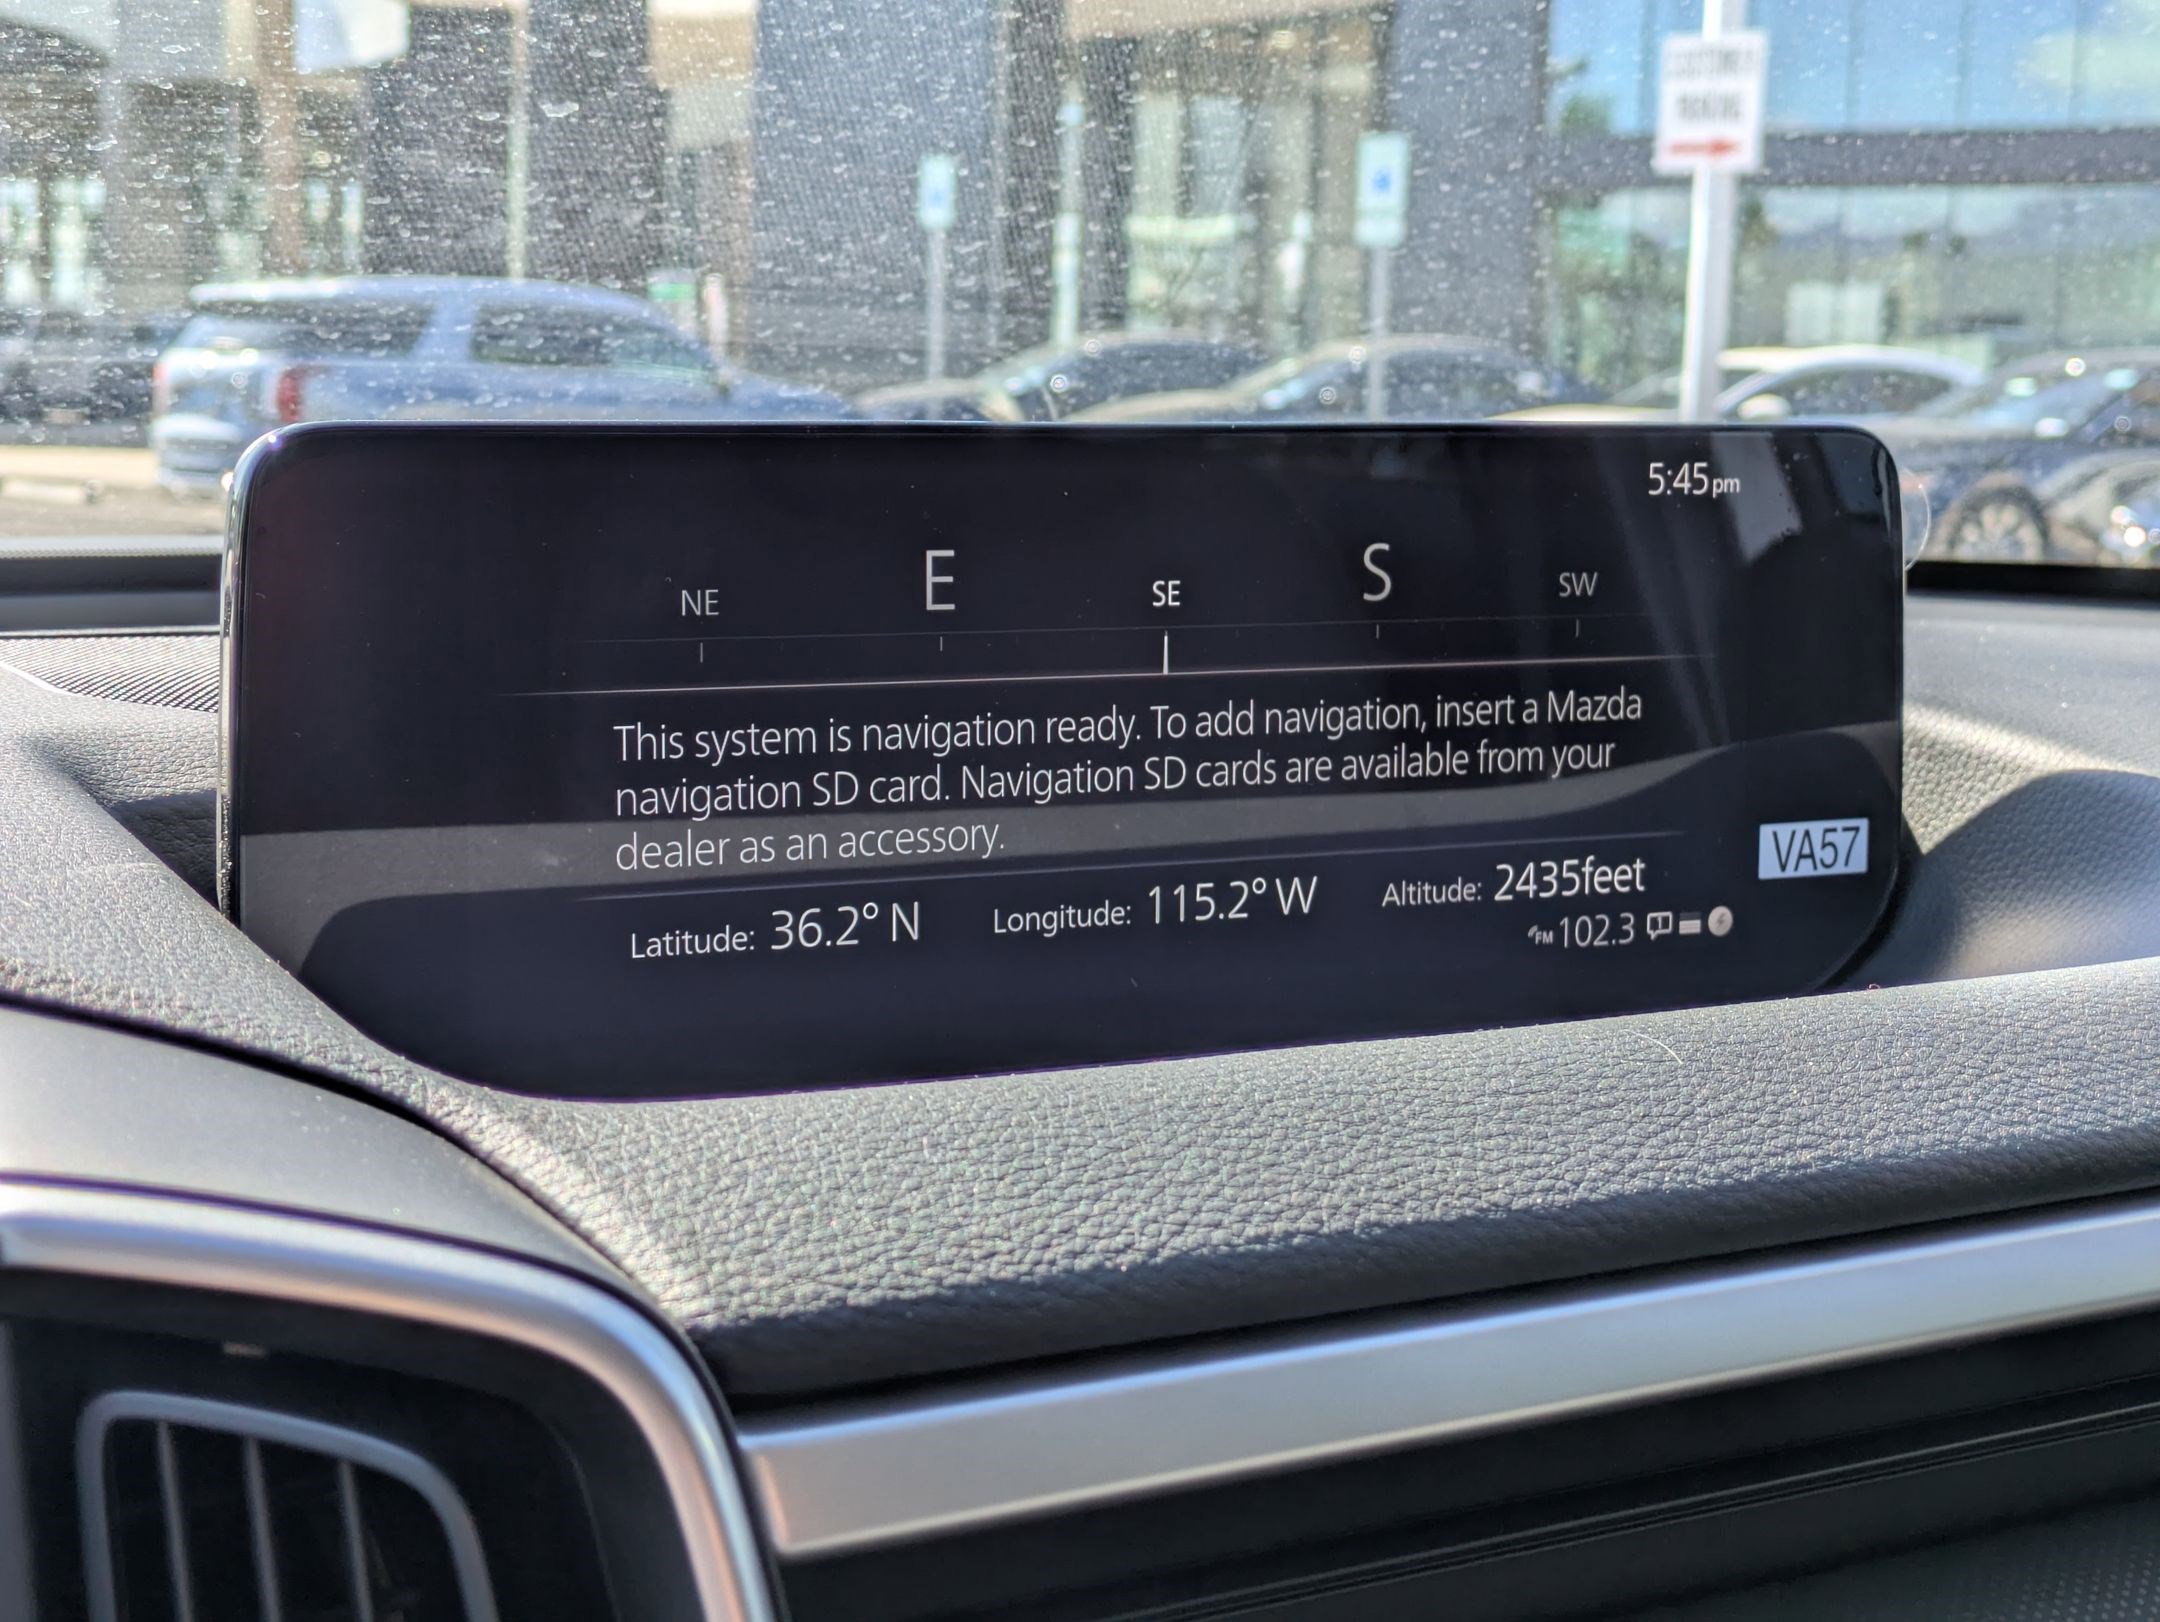 CUSTOMER
PARKING
5:45pm
NE E SE S SW
This system is navigation ready. To add navigation, insert a Mazda
navigation SD card. Navigation SD cards are available from your
dealer as an accessory.
VA57
Latitude: 36.2° N Longitude: 115.2° W Altitude: 2435feet
FM 102.3